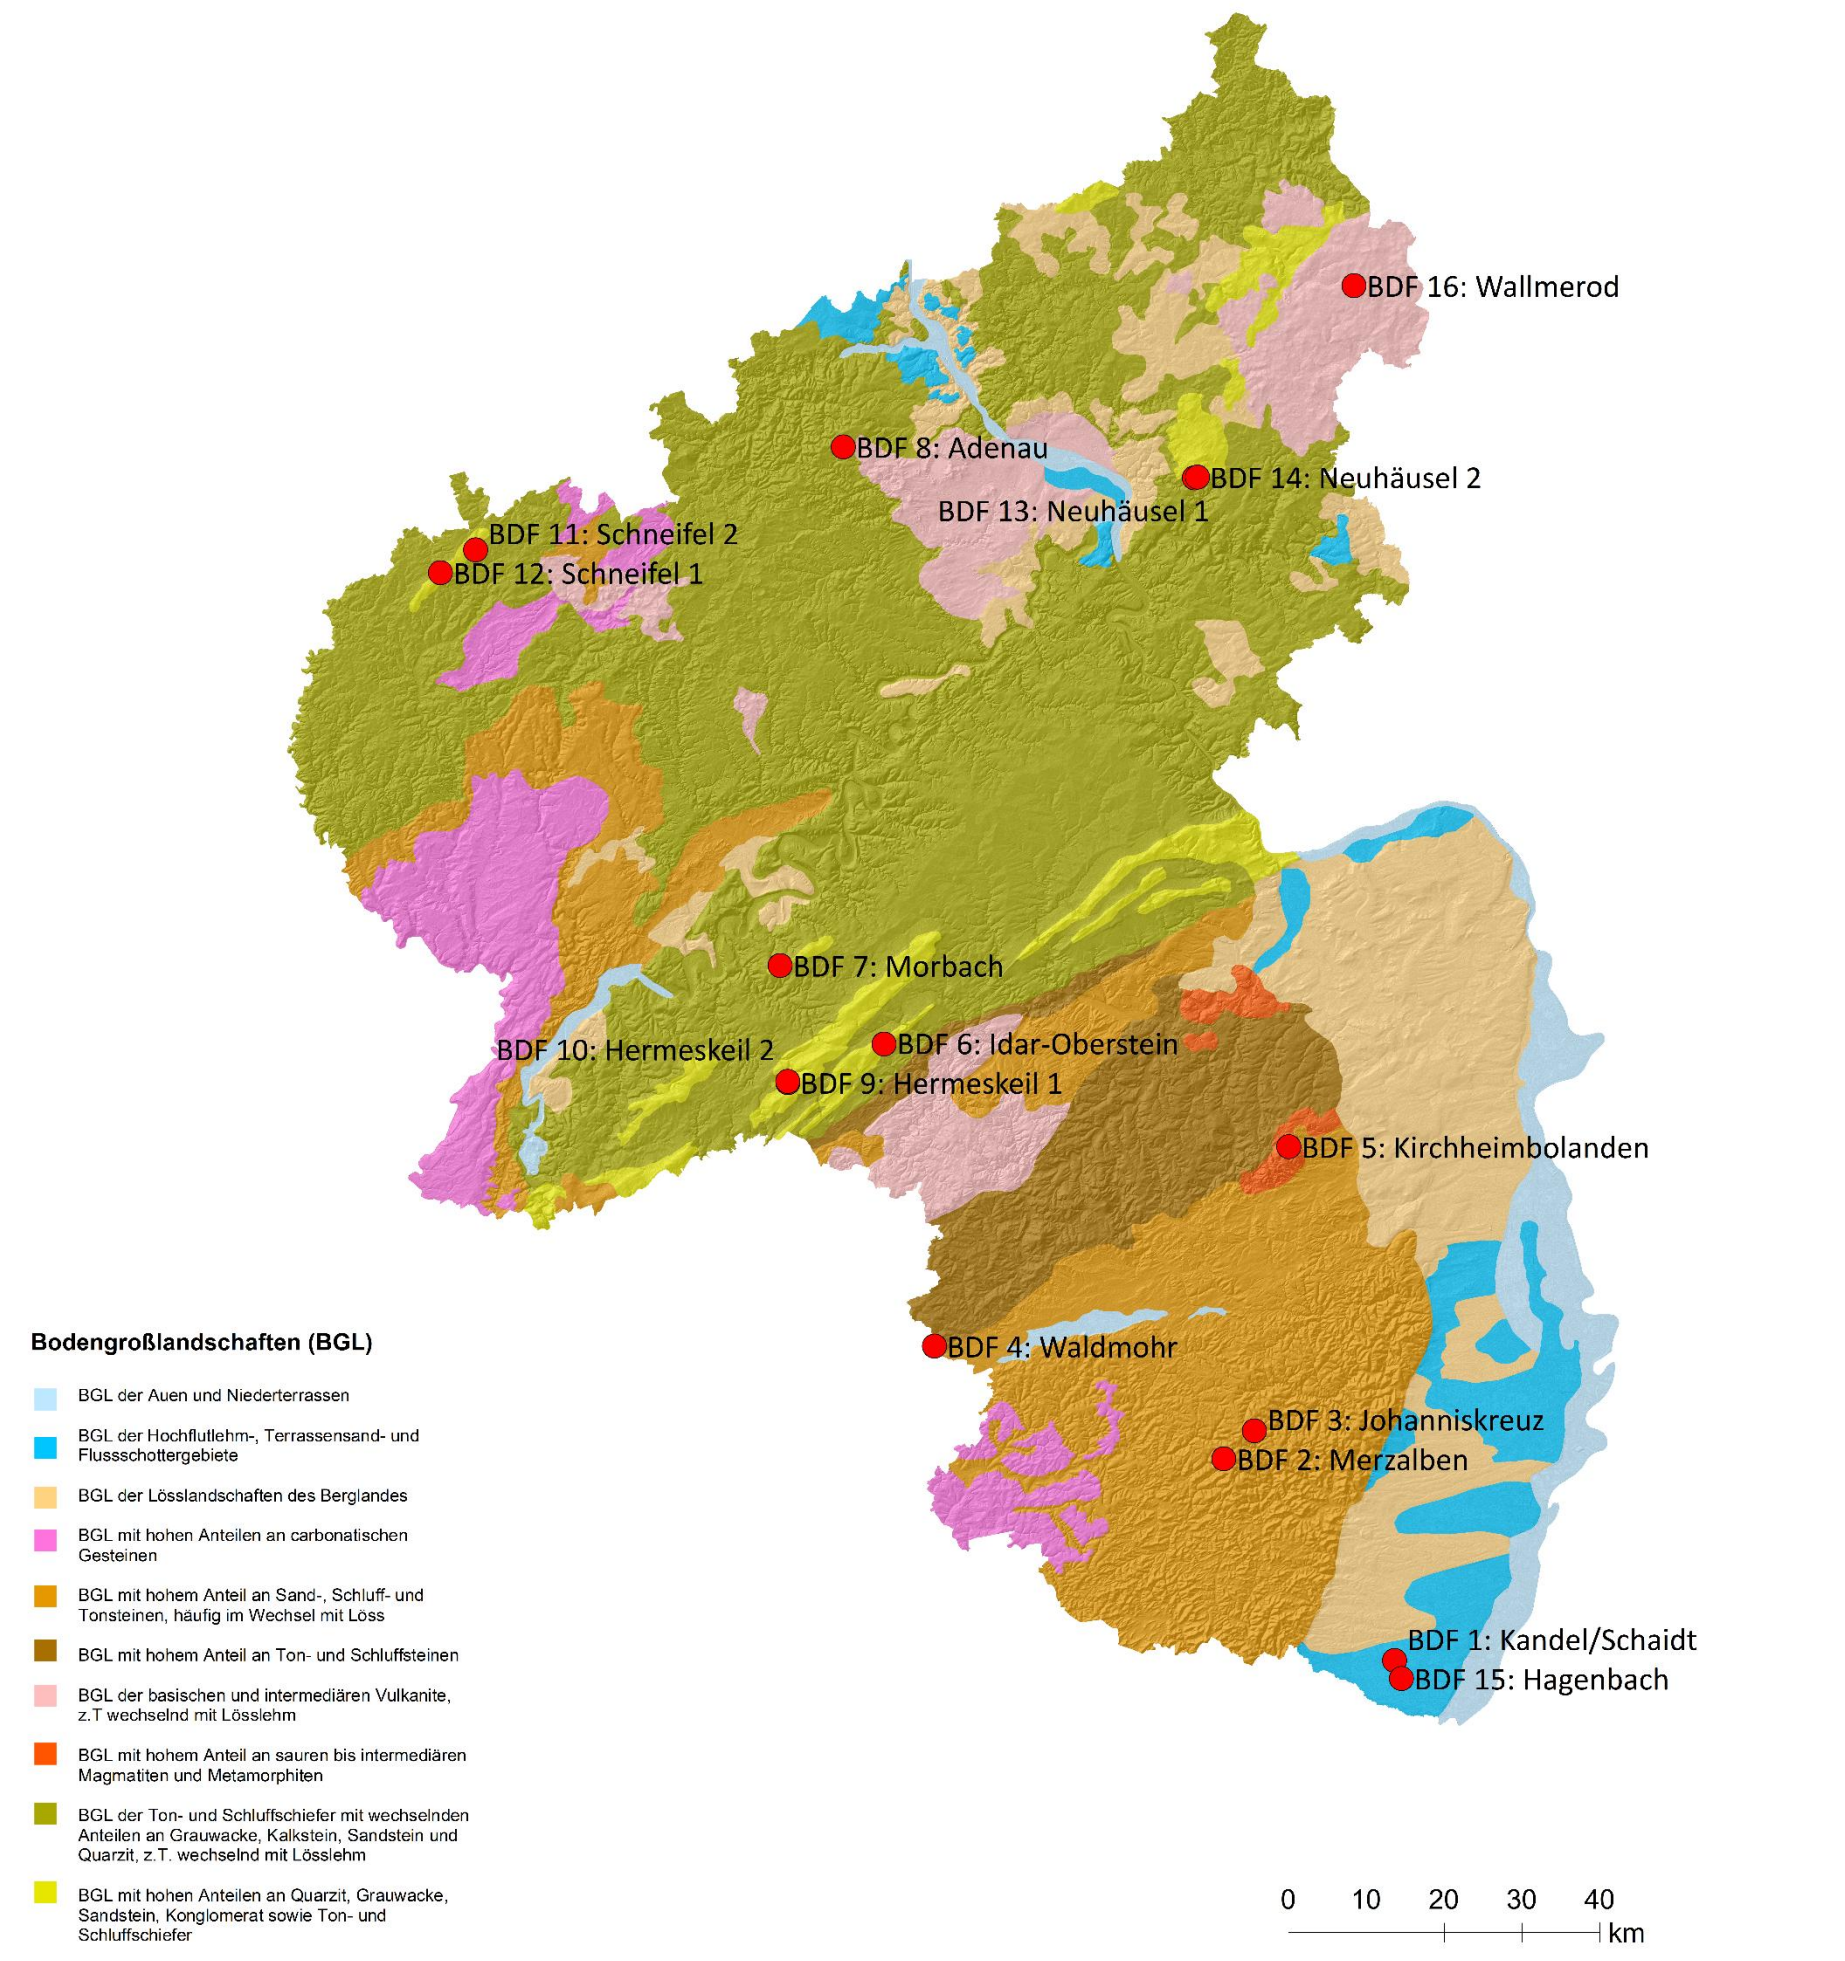 BDF 16: Wallmerod
BDF 8: Adenau
BDF 14: Neuhäusel 2
BDF 13: Neuhäusel 1
BDF 11: Schneifel 2
BDF 12: Schneifel 1
BDF 7: Morbach
BDF 6: Idar-Oberstein
BDF 10: Hermeskeil 2
BDF 9: Hermeskeil 1
BDF 5: Kirchheimbolanden
BDF 4: Waldmohr
BDF 3: Johanniskreuz
BDF 2: Merzalben
BDF 1: Kandel/Schaidt
BDF 15: Hagenbach
Bodengroßlandschaften (BGL)
BGL der Auen und Niederterrassen
BGL der Hochflutlehm-, Terrassensand- und
Flussschottergebiete
BGL der Lösslandschaften des Berglandes
BGL mit hohen Anteilen an carbonatischen
Gesteinen
BGL mit hohem Anteil an Sand-, Schluff- und
Tonsteinen, häufig im Wechsel mit Löss
BGL mit hohem Anteil an Ton- und Schluffsteinen
BGL der basischen und intermediären Vulkanite,
z.T wechselnd mit Lösslehm
BGL mit hohem Anteil an sauren bis intermediären
Magmatiten und Metamorphiten
BGL der Ton- und Schluffschiefer mit wechselnden
Anteilen an Grauwacke, Kalkstein, Sandstein und
Quarzit, z.T. wechselnd mit Lösslehm
BGL mit hohen Anteilen an Quarzit, Grauwacke,
Sandstein, Konglomerat sowie Ton- und
Schluffschiefer
0 10 20 30 40
km